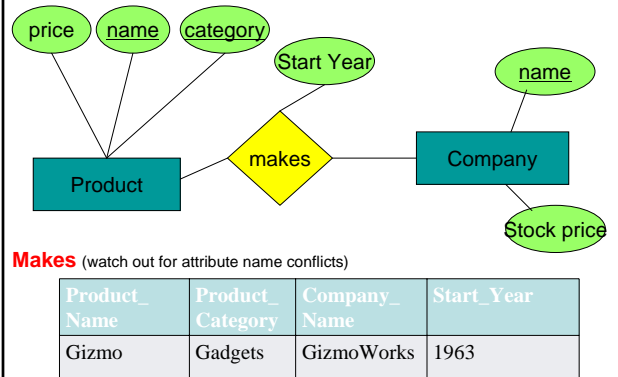 price name category
Start Year
name
makes
Company
Product
Stock price
Makes (watch out for attribute name conflicts)
Product_ Product_ Company_ Start_Year
Name Category Name
Gizmo Gadgets GizmoWorks 1963